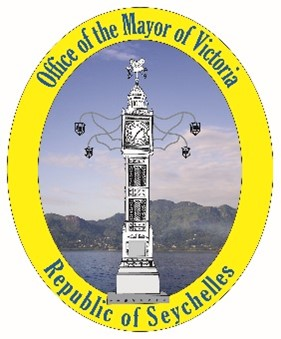 Office of the Mayor of Victoria
Republic of Seychelles